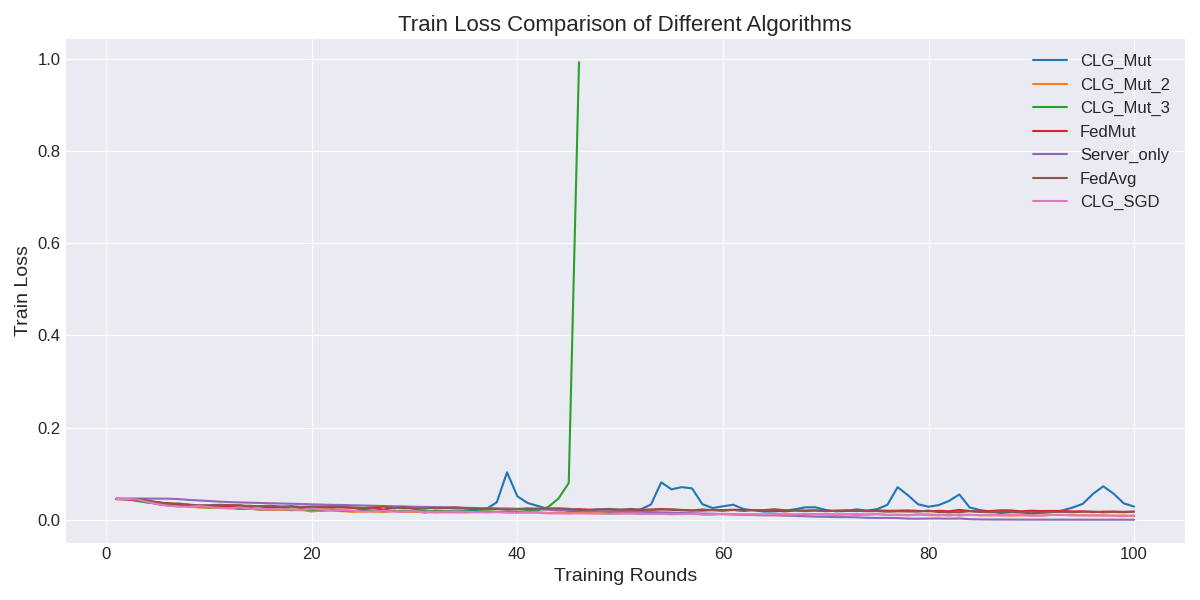 Train Loss Comparison of Different Algorithms
1.0
0.8
0.6
0.4
0.2
0.0
Train Loss
0
20
40
60
80
100
Training Rounds
CLG_Mut
CLG_Mut_2
CLG_Mut_3
FedMut
Server_only
FedAvg
CLG_SGD